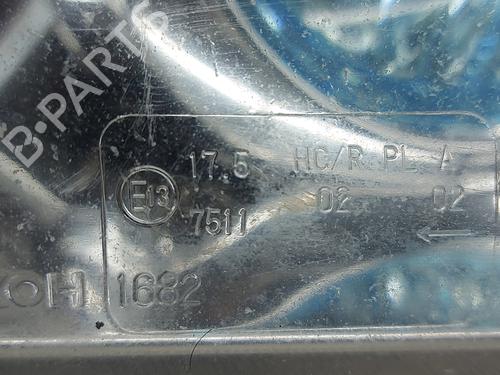 B-PARTS
17.5 HC/R PL A
E13 02 02
7511 ←
1682